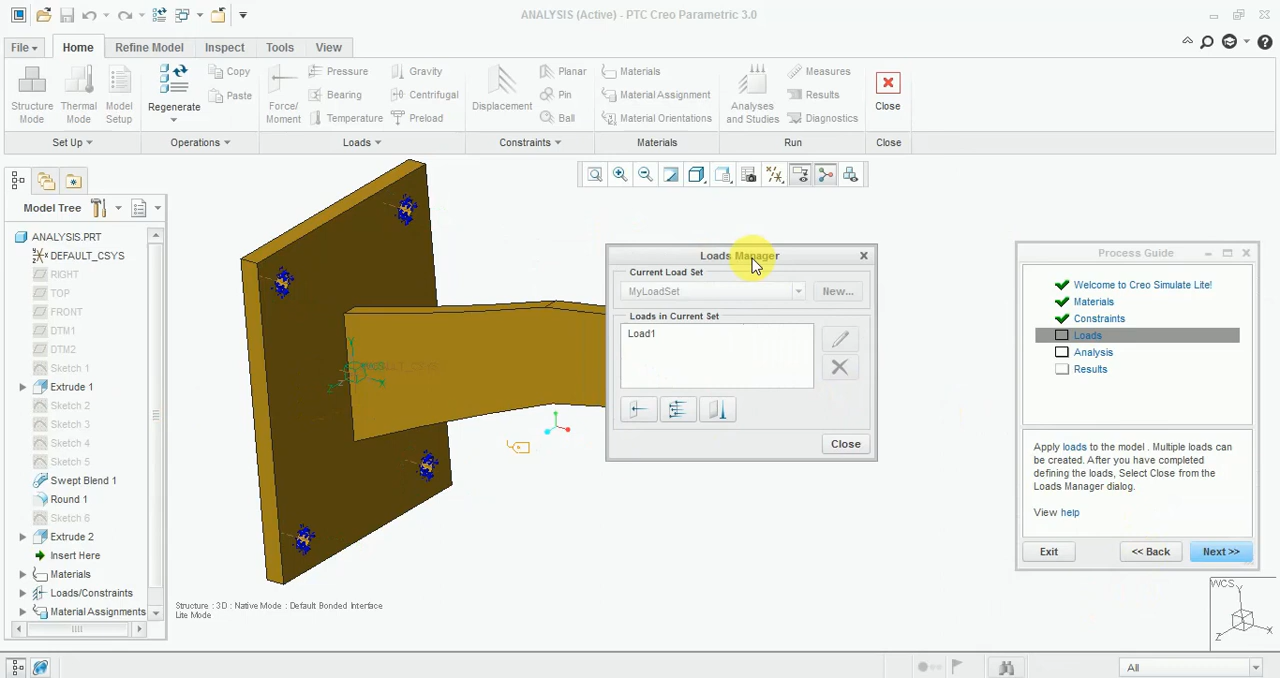 ANALYSIS (Active) - PTC Creo Parametric 3.0
File Home Refine Model Inspect Tools View
Structure Mode
Thermal Mode
Model Setup
Set Up
Regenerate
Copy
Paste
Operations
Force/ Moment
Pressure
Bearing
Temperature
Gravity
Centrifugal
Preload
Loads
Displacement
Planar
Pin
Ball
Constraints
Materials
Material Assignment
Material Orientations
Materials
Analyses and Studies
Measures
Results
Diagnostics
Run
Close
Close
Model Tree
ANALYSIS.PRT
DEFAULT_CSYS
RIGHT
TOP
FRONT
DTM1
DTM2
Sketch 1
Extrude 1
Sketch 2
Sketch 3
Sketch 4
Sketch 5
Swept Blend 1
Round 1
Sketch 6
Extrude 2
Insert Here
Materials
Loads/Constraints
Material Assignments
Y
X
Z
Structure : 3D : Native Mode : Default Bonded Interface
Lite Mode
Loads Manager
Current Load Set
MyLoadSet
New...
Loads in Current Set
Load1
Close
Process Guide
Welcome to Creo Simulate Lite!
Materials
Constraints
Loads
Analysis
Results
Apply loads to the model . Multiple loads can be
created. After you have completed
defining the loads, Select Close from the
Loads Manager dialog.
View help
Exit
<< Back
Next >>
WCS
Y
X
Z
All